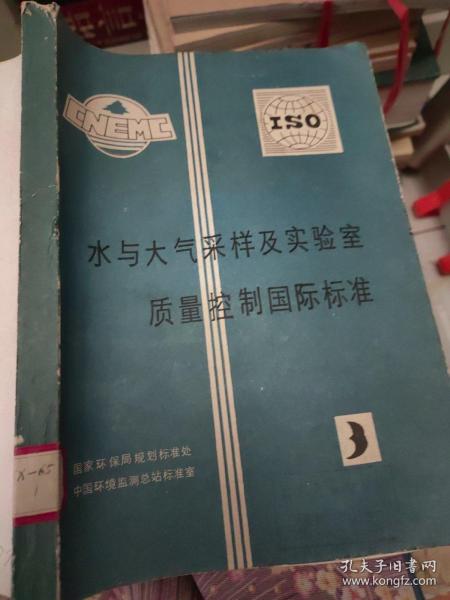 CNEMC
ISO
水与大气采样及实验室
质量控制国际标准
3
国家环保局规划标准处
中国环境监测总站标准室
X-65
1
孔夫子旧书网
www.kongfz.com